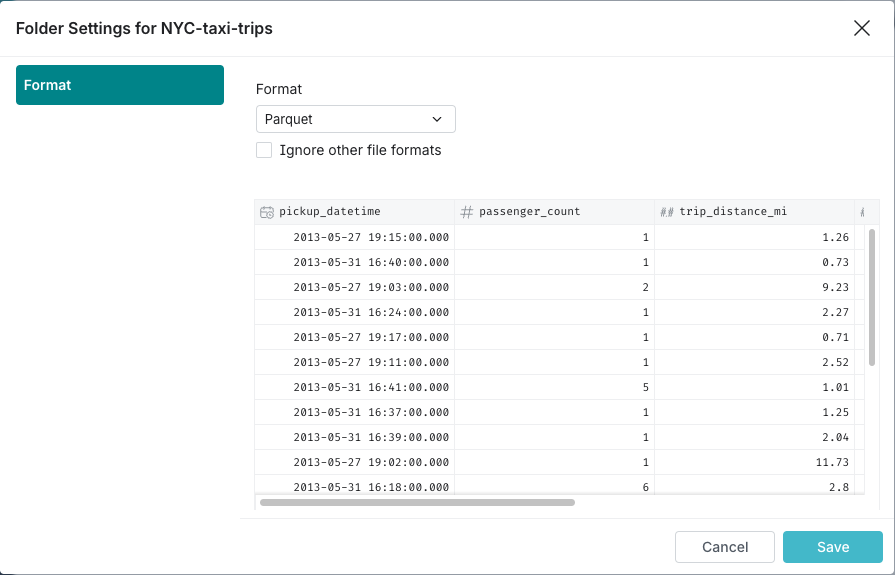 Folder Settings for NYC-taxi-trips
Format
Format
Parquet
Ignore other file formats
pickup_datetime # passenger_count ## trip_distance_mi
2013-05-27 19:15:00.000 1 1.26
2013-05-31 16:40:00.000 1 0.73
2013-05-27 19:03:00.000 2 9.23
2013-05-31 16:24:00.000 1 2.27
2013-05-27 19:17:00.000 1 0.71
2013-05-27 19:11:00.000 1 2.52
2013-05-31 16:41:00.000 5 1.01
2013-05-31 16:37:00.000 1 1.25
2013-05-31 16:39:00.000 1 2.04
2013-05-27 19:02:00.000 1 11.73
2013-05-31 16:18:00.000 6 2.8
Cancel Save